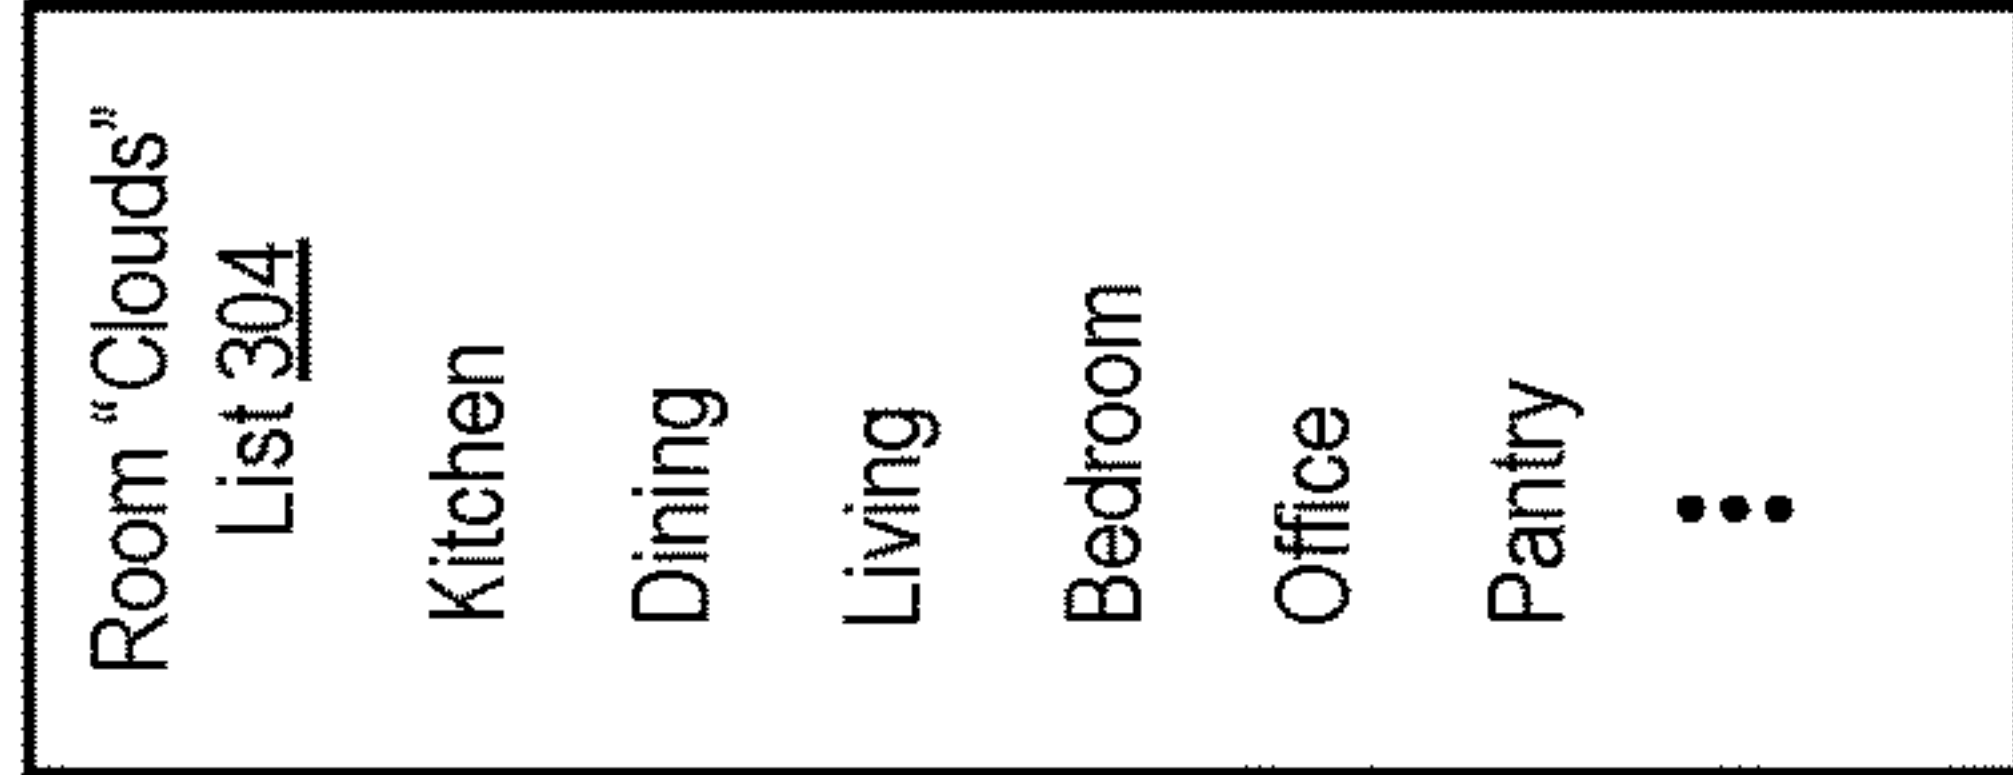 Room “Clouds”
List 304
Kitchen
Dining
Living
Bedroom
Office
Pantry
•••